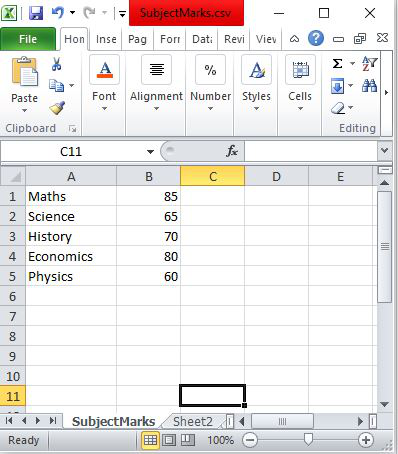 SubjectMarks.csv
File Hon Inse Pag Forr Data Revi Viev
Paste Font Alignment Number Styles Cells
Clipboard Editing
C11 fx
A B C D E
1 Maths 85
2 Science 65
3 History 70
4 Economics 80
5 Physics 60
6
7
8
9
10
11
SubjectMarks Sheet2
Ready 100%